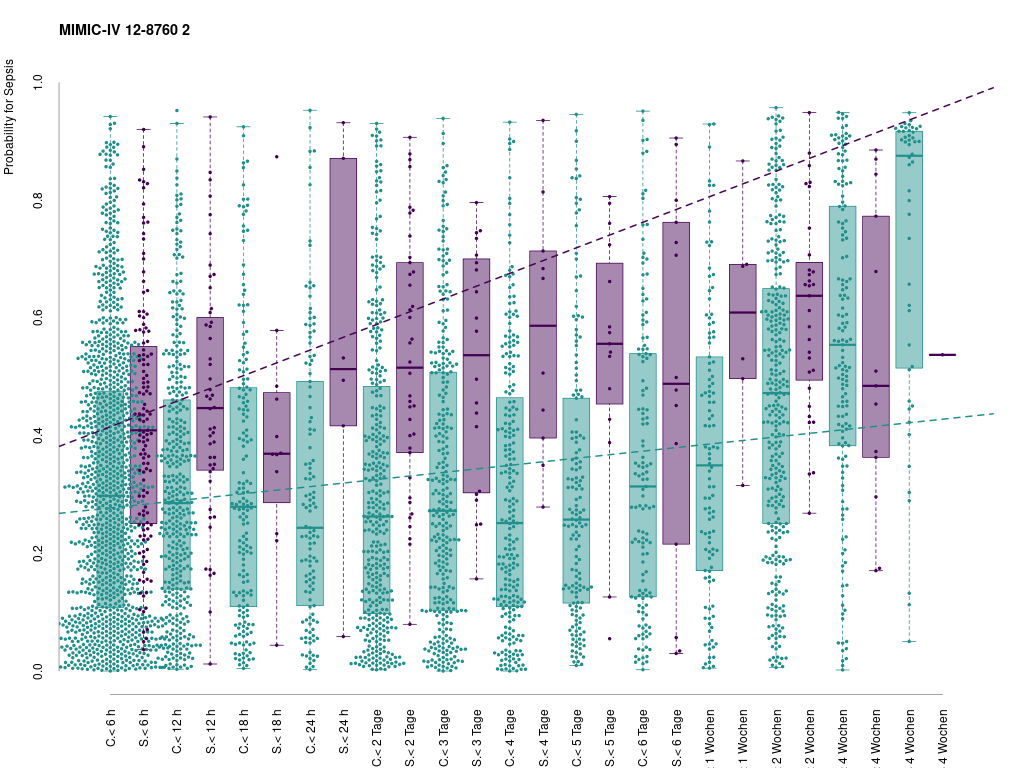 MIMIC-IV 12-8760 2
Probability for Sepsis
1.0
0.8
0.6
0.4
0.2
0.0
C.< 6 h
S.< 6 h
C.< 12 h
S.< 12 h
C.< 18 h
S.< 18 h
C.< 24 h
S.< 24 h
C.< 2 Tage
S.< 2 Tage
C.< 3 Tage
S.< 3 Tage
C.< 4 Tage
S.< 4 Tage
C.< 5 Tage
S.< 5 Tage
C.< 6 Tage
S.< 6 Tage
1 Wochen
1 Wochen
2 Wochen
2 Wochen
4 Wochen
4 Wochen
4 Wochen
4 Wochen